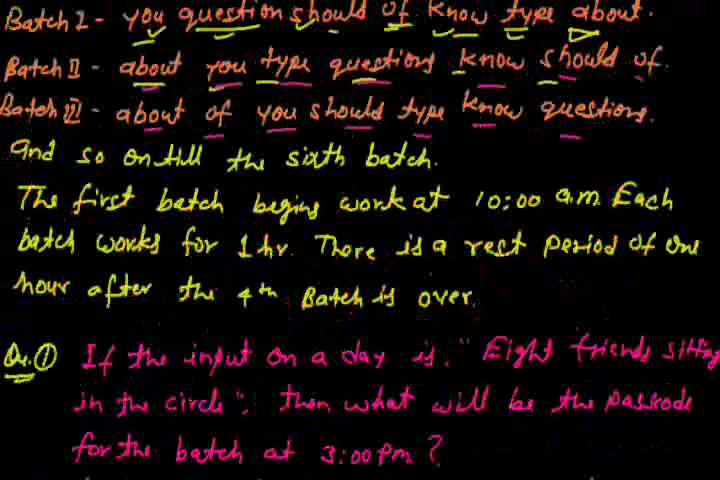 Batch I - you question should of know type about.
Batch II - about you type questions know should of.
Batch III - about of you should type know questions.
And so on till the sixth batch.
The first batch begins work at 10:00 a.m. Each
batch works for 1 hr. There is a rest period of one
hour after the 4th Batch is over.
Qu.① If the input on a day is, "Eight friends sitting
in the circle", then what will be the passkode
for the batch at 3:00 Pm?